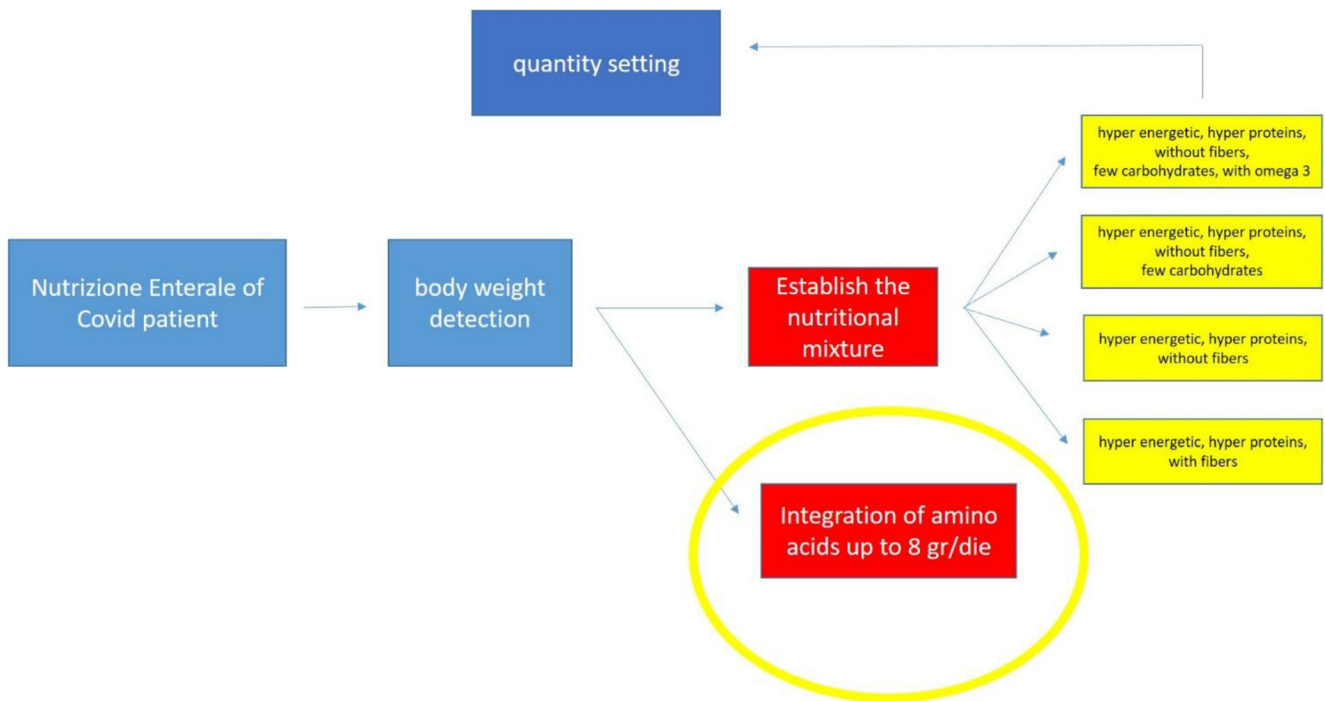 quantity setting
hyper energetic, hyper proteins,
without fibers,
few carbohydrates, with omega 3
hyper energetic, hyper proteins,
without fibers,
few carbohydrates
Nutrizione Enterale of
Covid patient
body weight
detection
Establish the
nutritional
mixture
hyper energetic, hyper proteins,
without fibers
hyper energetic, hyper proteins,
with fibers
Integration of amino
acids up to 8 gr/die